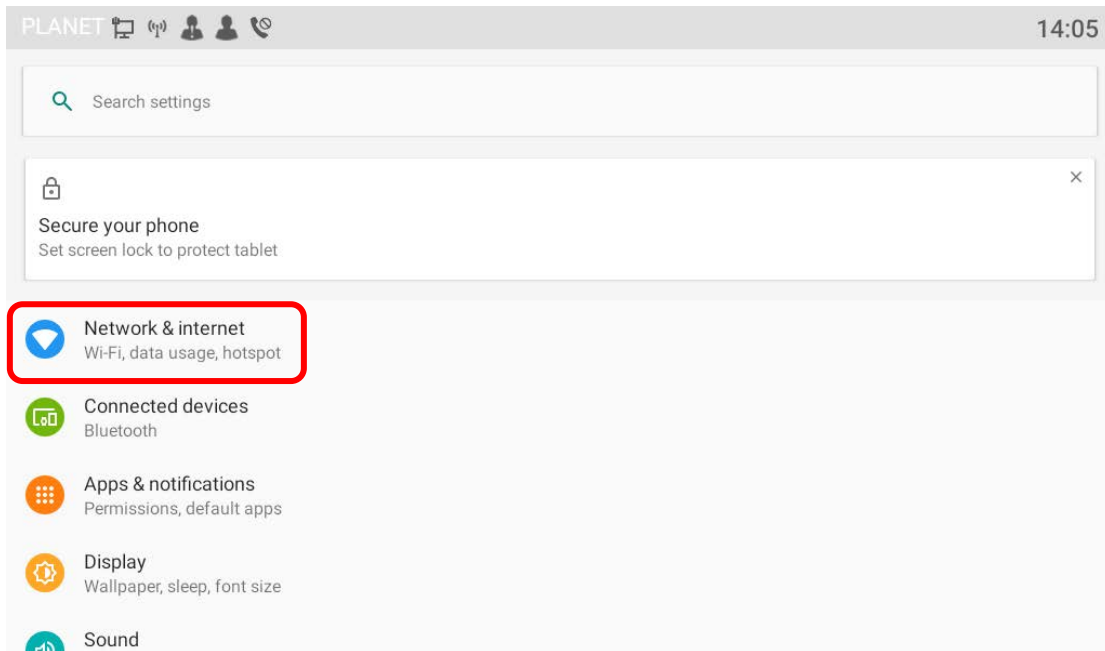 PLANET 14:05
Search settings
Secure your phone
Set screen lock to protect tablet
Network & internet
Wi-Fi, data usage, hotspot
Connected devices
Bluetooth
Apps & notifications
Permissions, default apps
Display
Wallpaper, sleep, font size
Sound